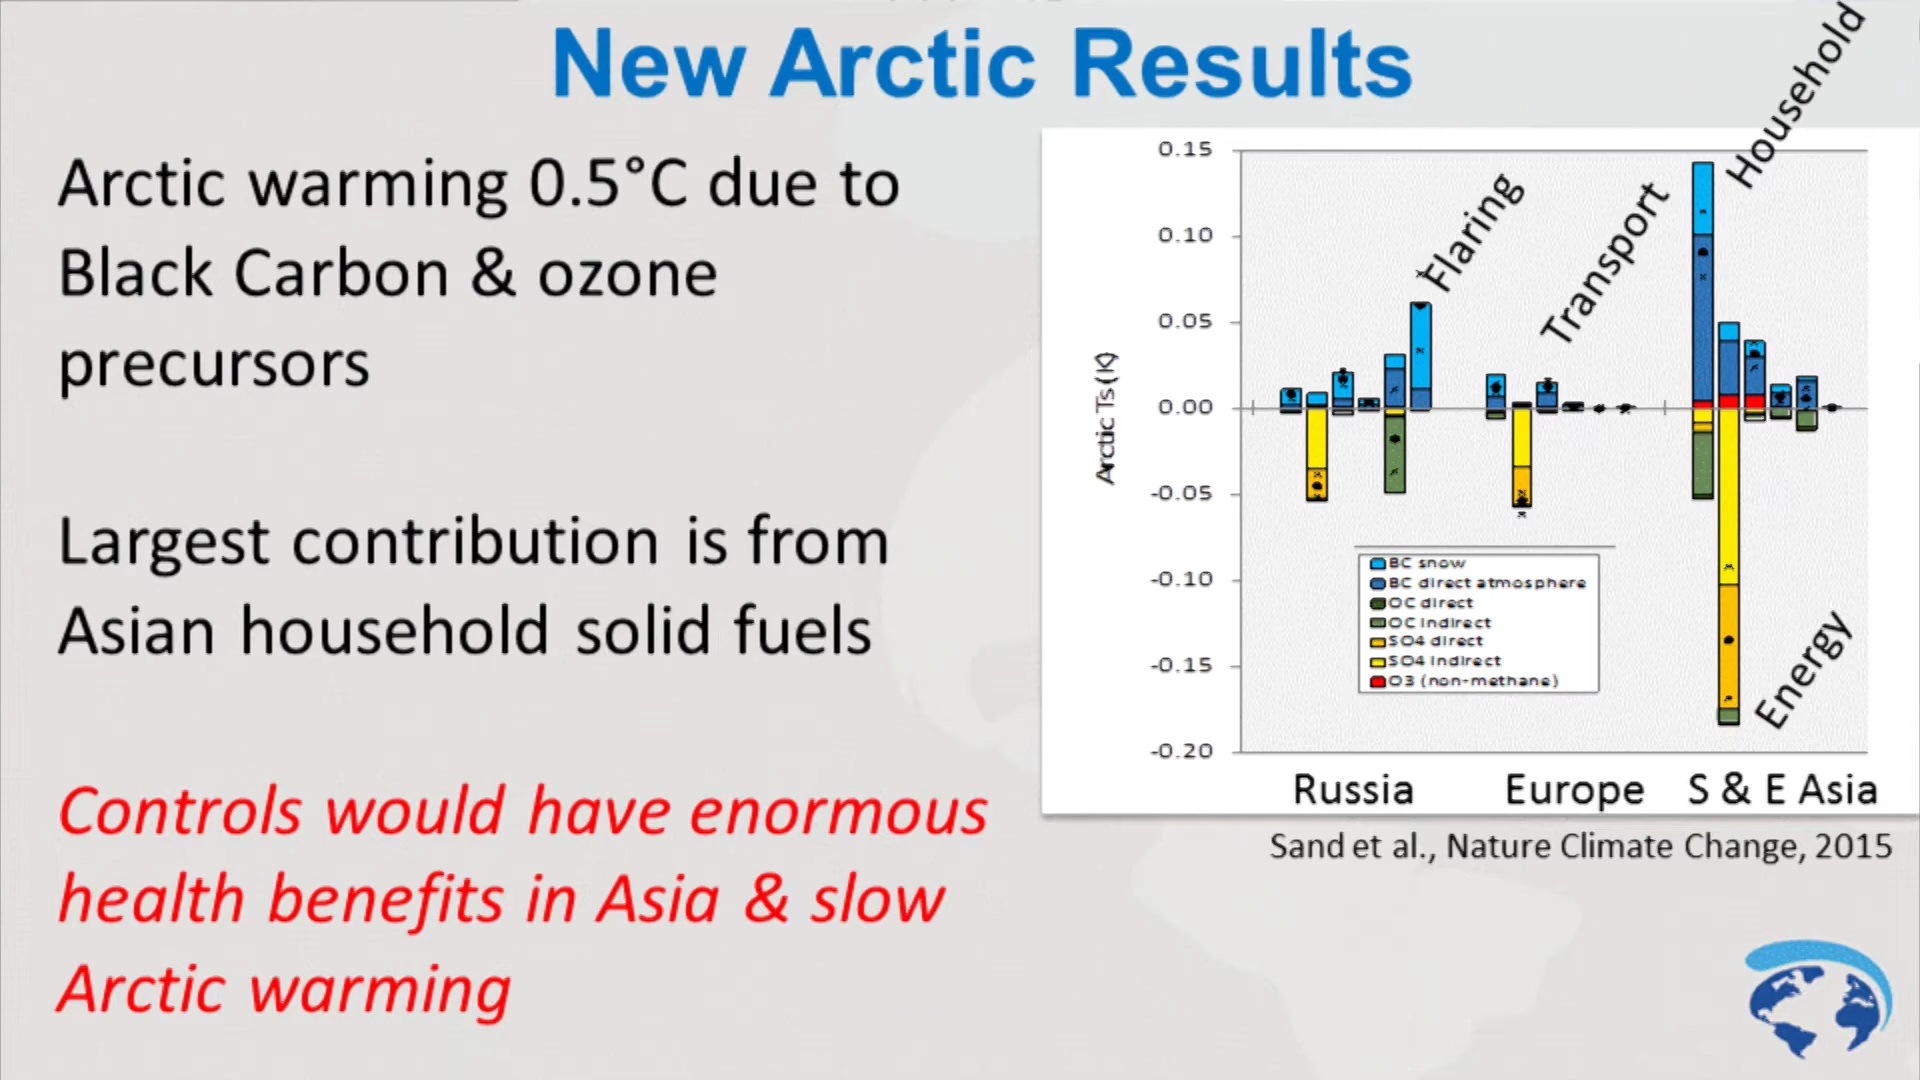 New Arctic Results
Arctic warming 0.5°C due to
Black Carbon & ozone
precursors
Largest contribution is from
Asian household solid fuels
Controls would have enormous
health benefits in Asia & slow
Arctic warming
Household
Flaring
Transport
Energy
0.15
0.10
0.05
0.00
-0.05
-0.10
-0.15
-0.20
Arctic Ts (K)
BC snow
BC direct atmosphere
OC direct
OC indirect
SO4 direct
SO4 indirect
O3 (non-methane)
Russia Europe S & E Asia
Sand et al., Nature Climate Change, 2015